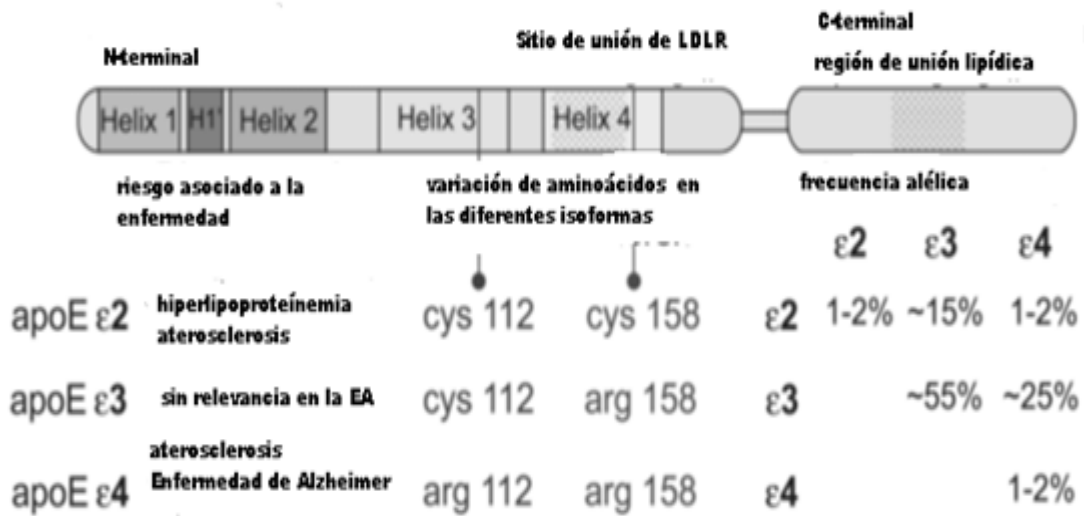 N-terminal
Sitio de unión de LDLR
C-terminal
región de unión lipídica
Helix 1 H1' Helix 2 Helix 3 Helix 4
riesgo asociado a la
enfermedad
variación de aminoácidos en
las diferentes isoformas
frecuencia alélica
ε2 ε3 ε4
apoE ε2 hiperlipoproteínemia
aterosclerosis
cys 112 cys 158 ε2 1-2% ~15% 1-2%
apoE ε3 sin relevancia en la EA cys 112 arg 158 ε3 ~55% ~25%
aterosclerosis
apoE ε4 Enfermedad de Alzheimer arg 112 arg 158 ε4 1-2%